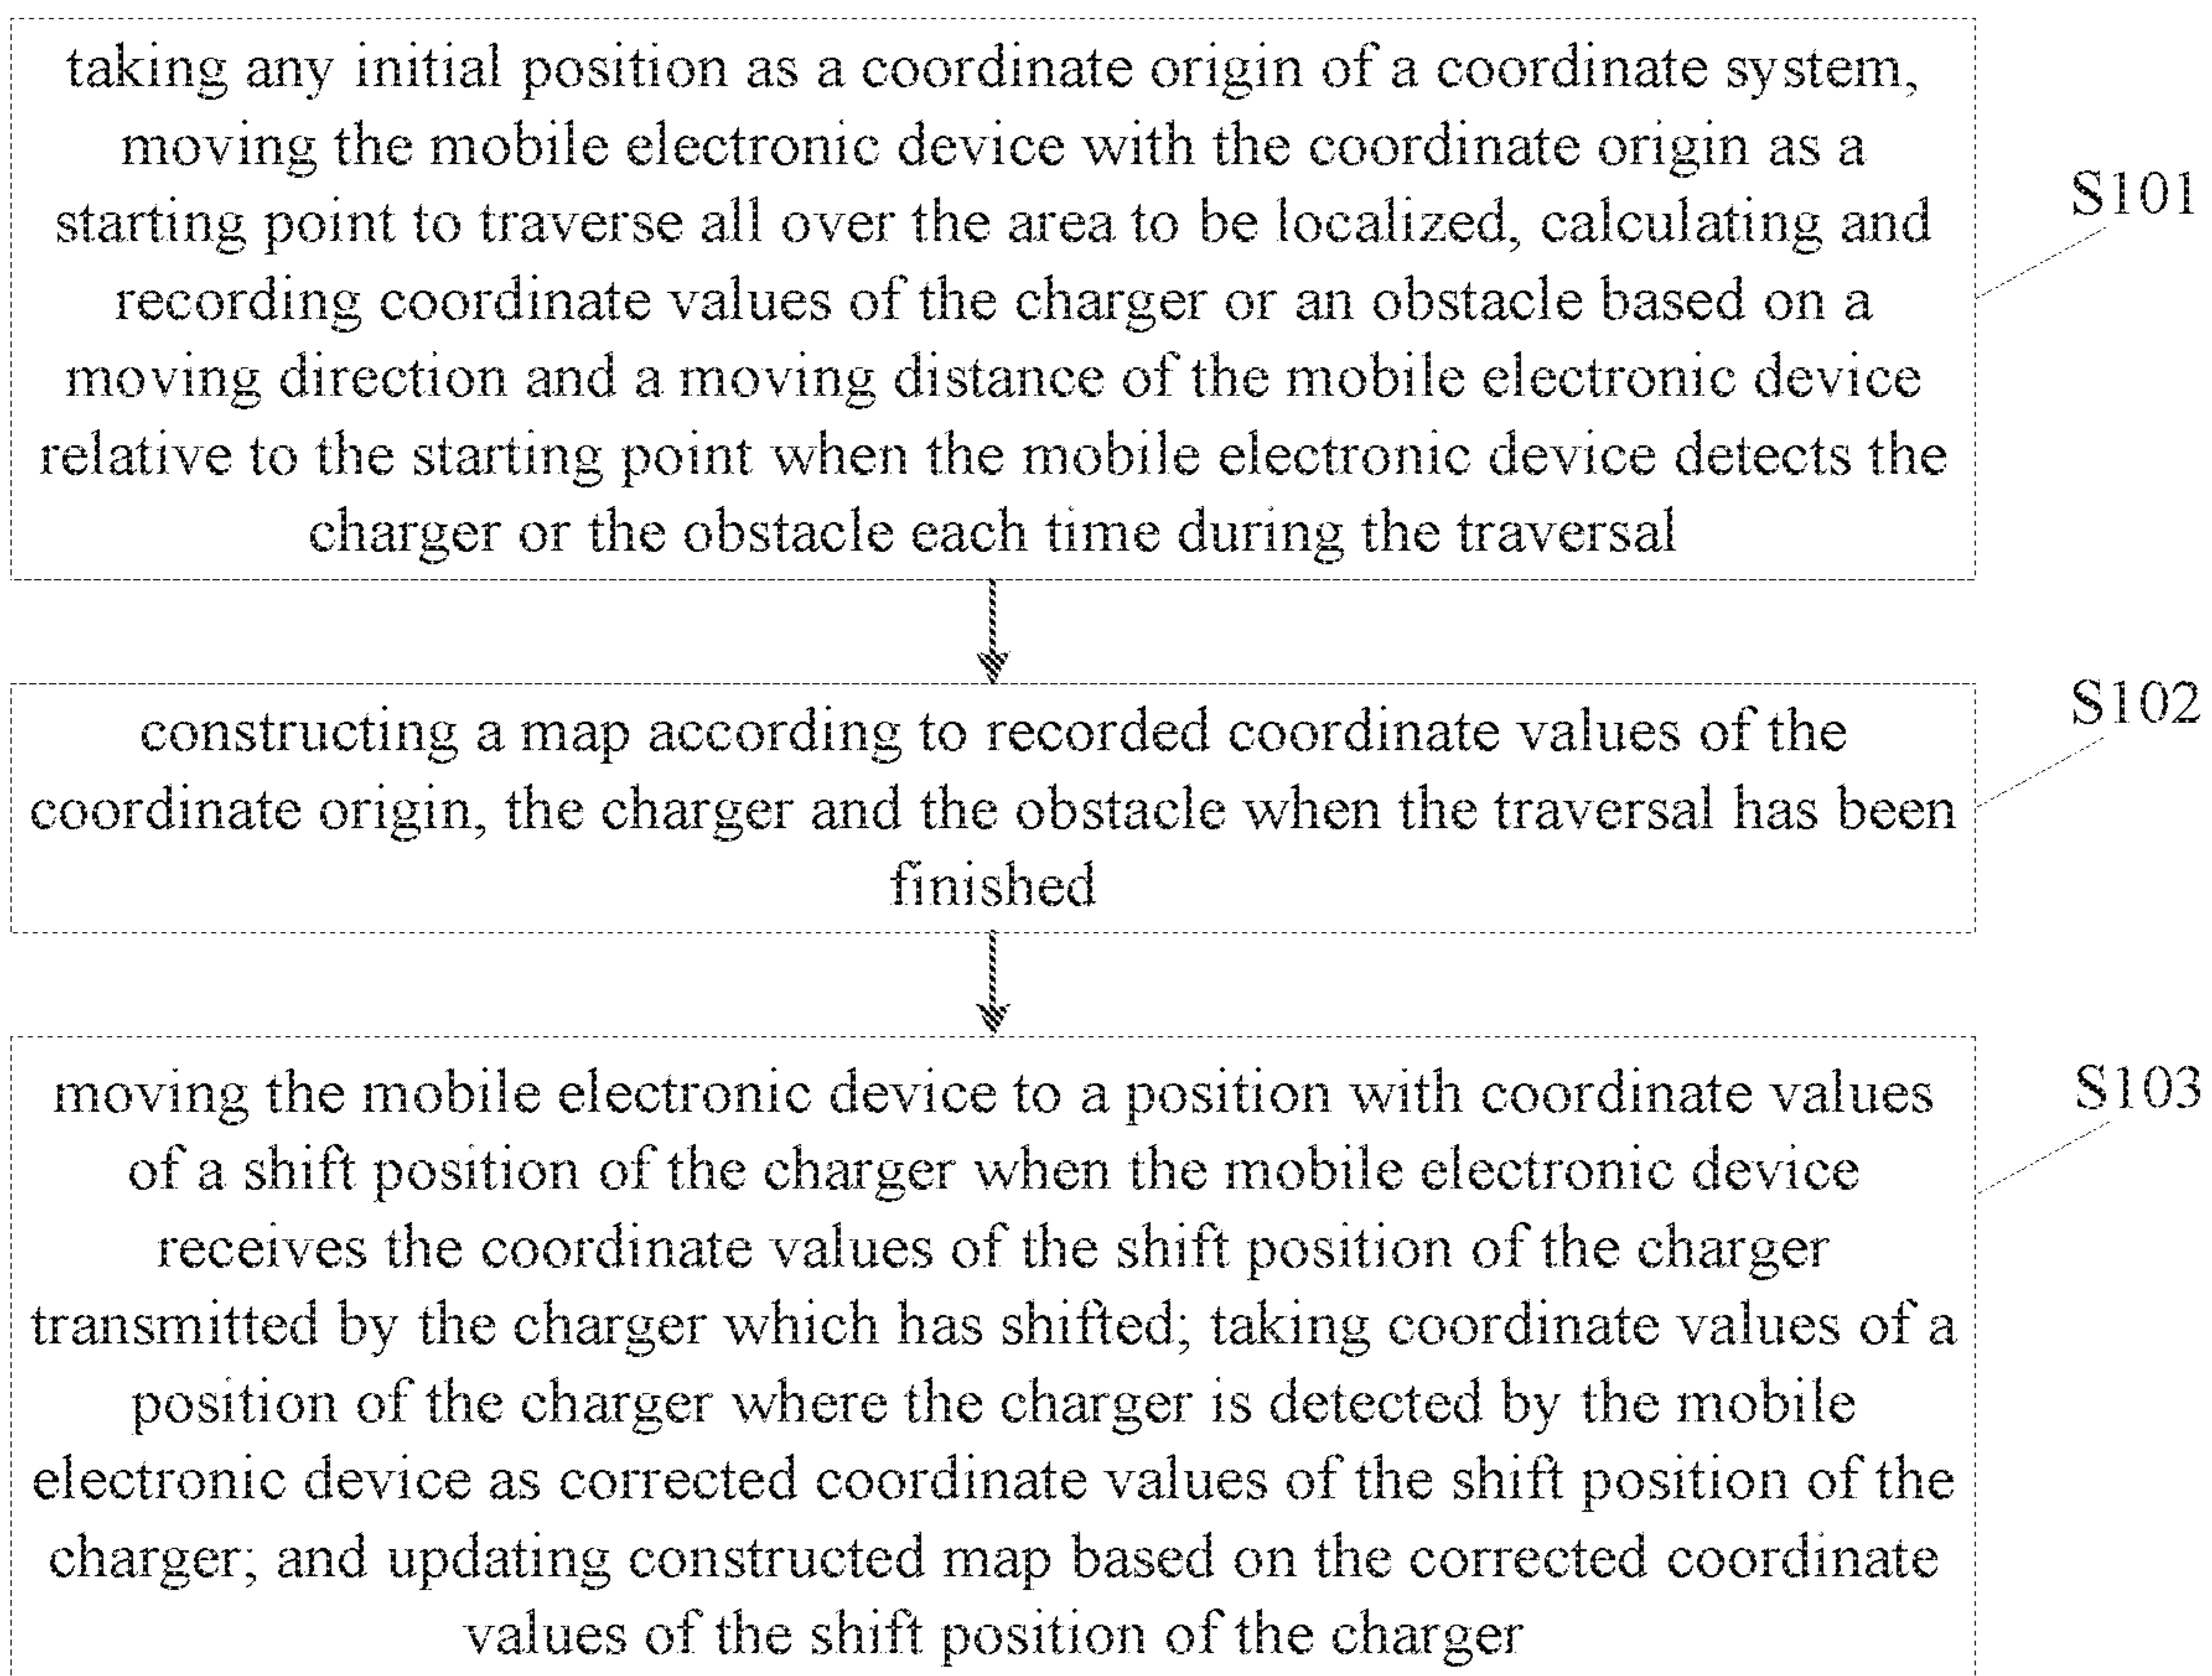 taking any initial position as a coordinate origin of a coordinate system,
moving the mobile electronic device with the coordinate origin as a
starting point to traverse all over the area to be localized, calculating and
recording coordinate values of the charger or an obstacle based on a
moving direction and a moving distance of the mobile electronic device
relative to the starting point when the mobile electronic device detects the
charger or the obstacle each time during the traversal
S101
constructing a map according to recorded coordinate values of the
coordinate origin, the charger and the obstacle when the traversal has been
finished
S102
moving the mobile electronic device to a position with coordinate values
of a shift position of the charger when the mobile electronic device
receives the coordinate values of the shift position of the charger
transmitted by the charger which has shifted; taking coordinate values of a
position of the charger where the charger is detected by the mobile
electronic device as corrected coordinate values of the shift position of the
charger; and updating constructed map based on the corrected coordinate
values of the shift position of the charger
S103